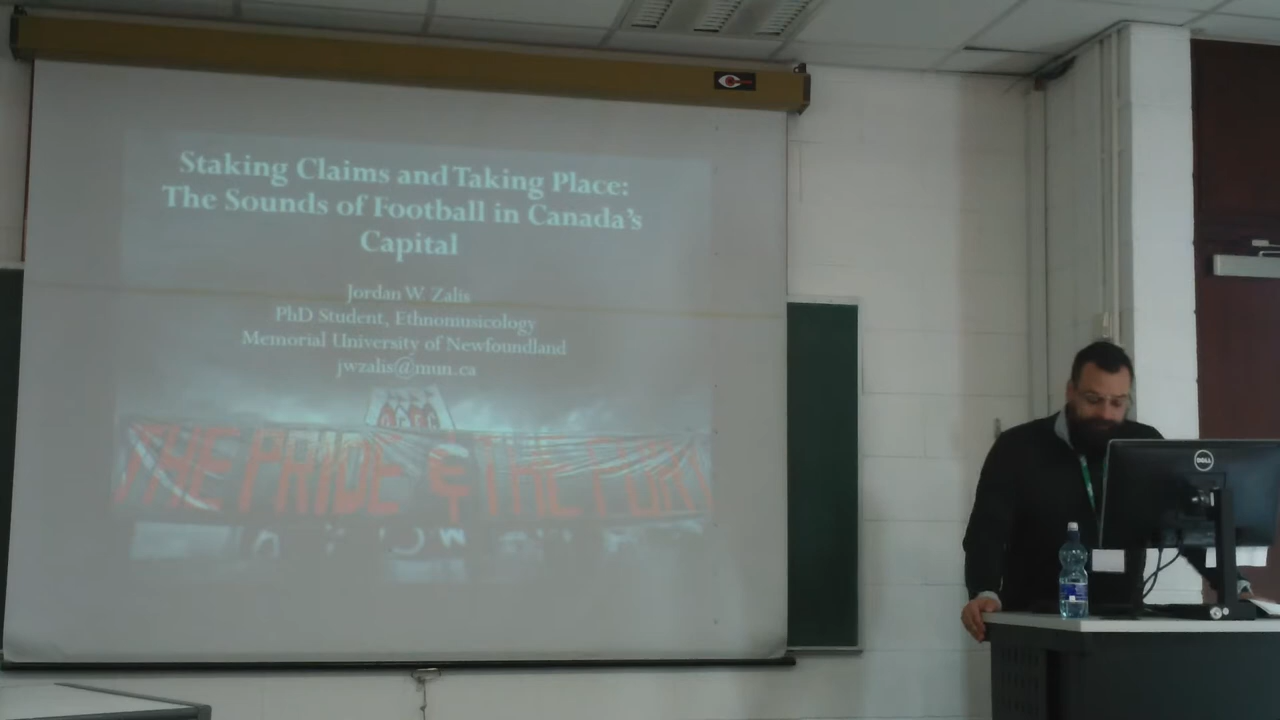 Staking Claims and Taking Place:
The Sounds of Football in Canada's
Capital
Jordan W. Zalis
PhD Student, Ethnomusicology
Memorial University of Newfoundland
jwzalis@mun.ca
THE PRIDE & THE FURY
DELL